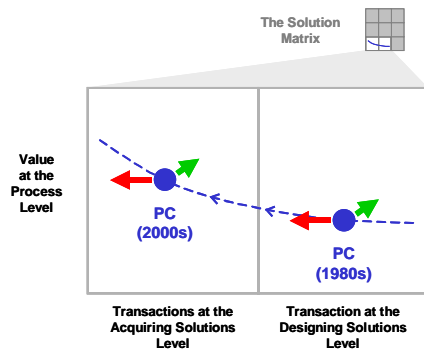 The Solution
Matrix
Value
at the
Process
Level
PC
(2000s)
PC
(1980s)
Transactions at the
Acquiring Solutions
Level
Transaction at the
Designing Solutions
Level